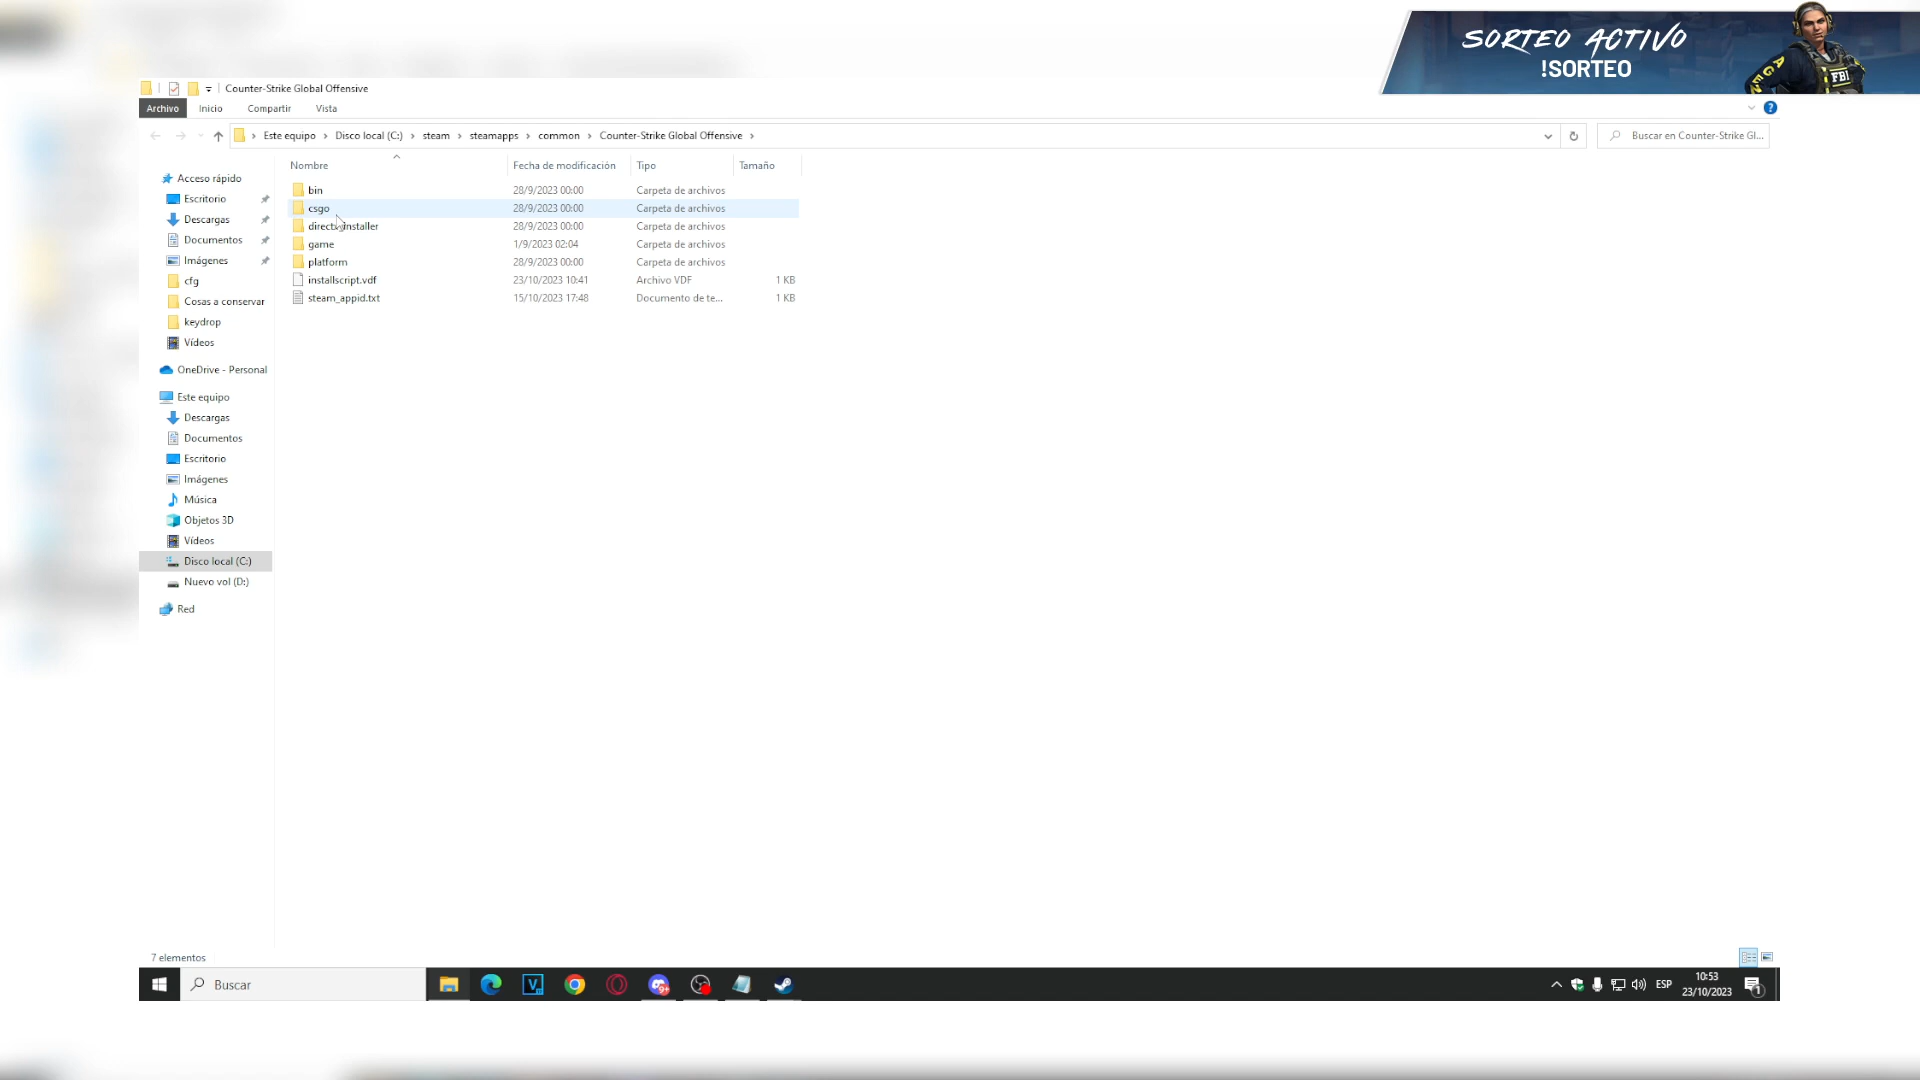 SORTEO ACTIVO
!SORTEO
AGENT
FBI
Counter-Strike Global Offensive
Archivo Inicio Compartir Vista
Este equipo Disco local (C:) steam steamapps common Counter-Strike Global Offensive
Buscar en Counter-Strike Gl...
Nombre Fecha de modificación Tipo Tamaño
bin 28/9/2023 00:00 Carpeta de archivos
csgo 28/9/2023 00:00 Carpeta de archivos
28/9/2023 00:00 Carpeta de archivos
game 1/9/2023 02:04 Carpeta de archivos
platform 28/9/2023 00:00 Carpeta de archivos
installscript.vdf 23/10/2023 10:41 Archivo VDF 1 KB
steam_appid.txt 15/10/2023 17:48 Documento de te... 1 KB
Acceso rápido
Escritorio
Descargas
Documentos
Imágenes
cfg
Cosas a conservar
keydrop
Vídeos
OneDrive - Personal
Este equipo
Descargas
Documentos
Escritorio
Imágenes
Música
Objetos 3D
Vídeos
Disco local (C:)
Nuevo vol (D:)
Red
7 elementos
Buscar
V
9+
ESP
10:53
23/10/2023
1